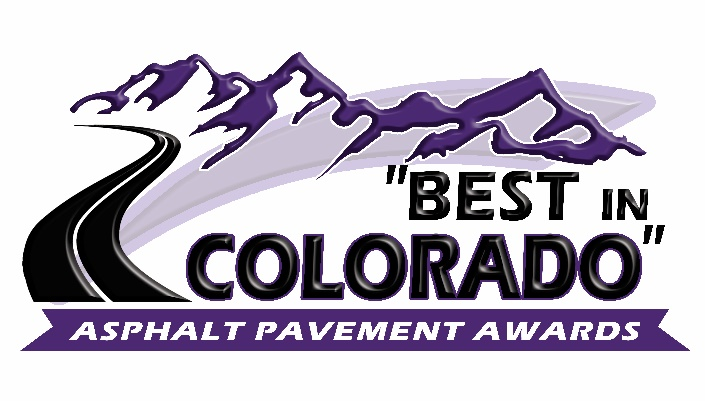 "BEST IN
COLORADO"
ASPHALT PAVEMENT AWARDS